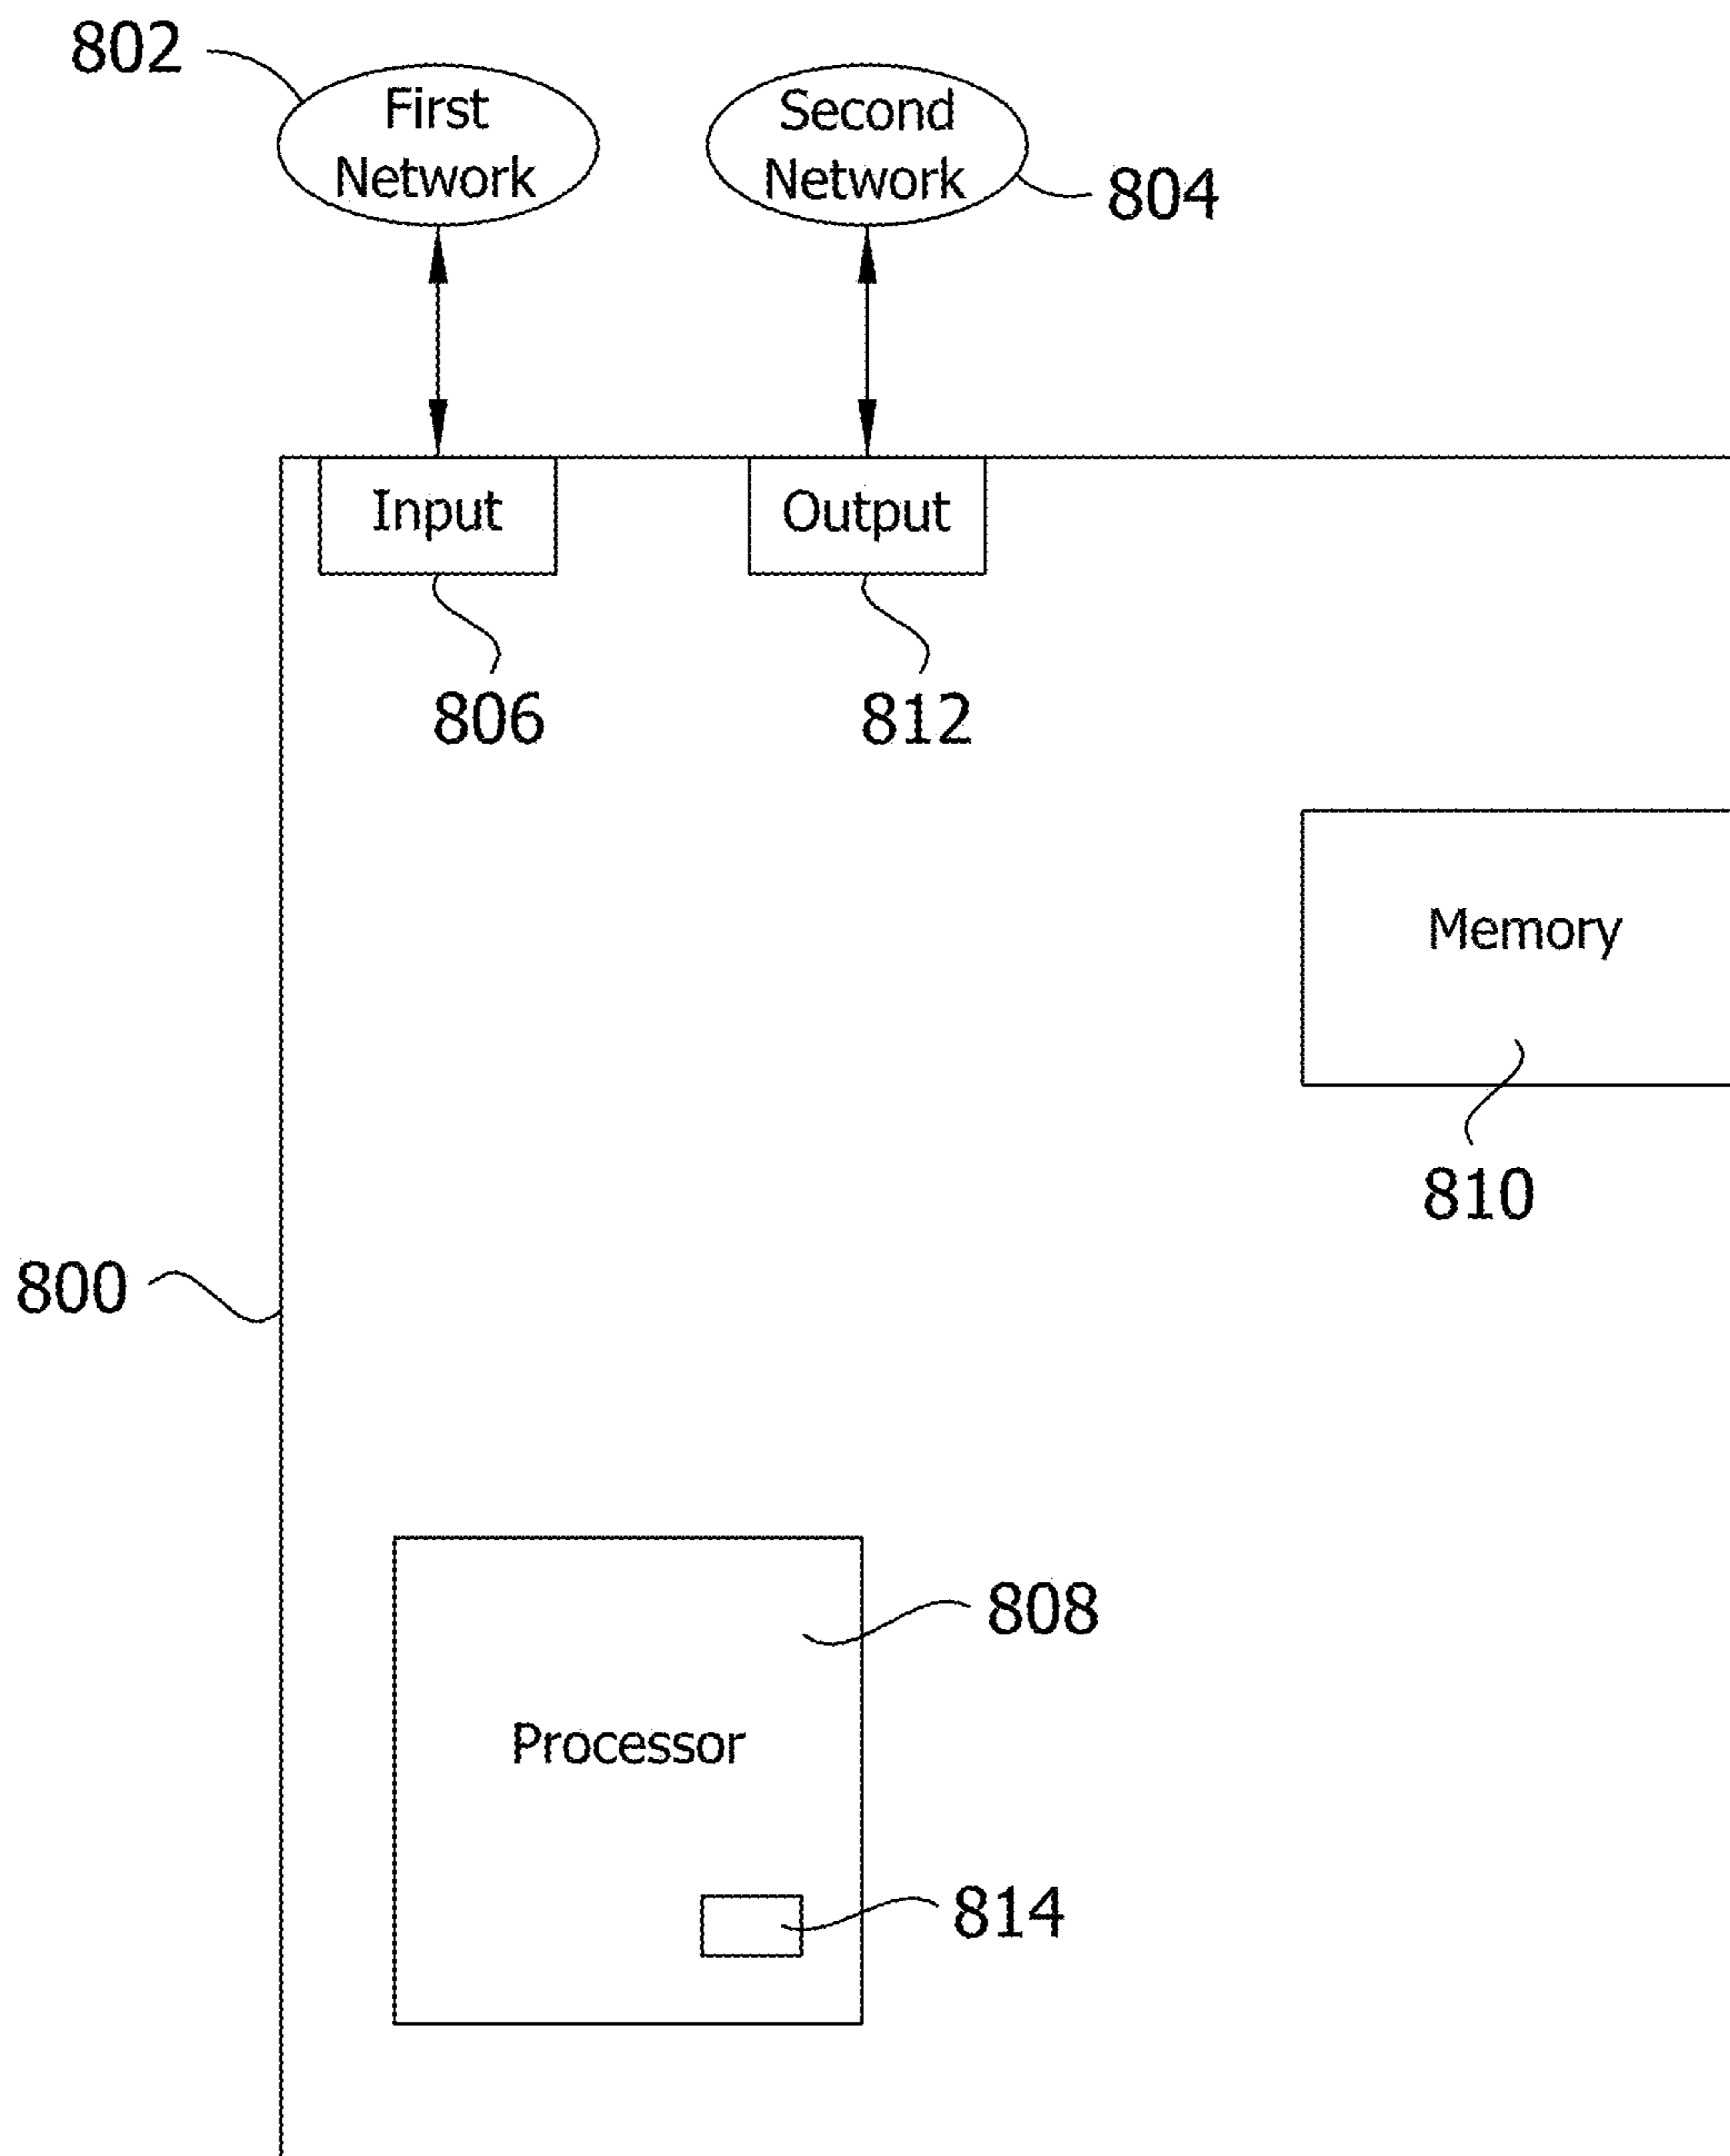 802
First
Network
Second
Network
804
Input
Output
806
812
Memory
810
800
808
Processor
814